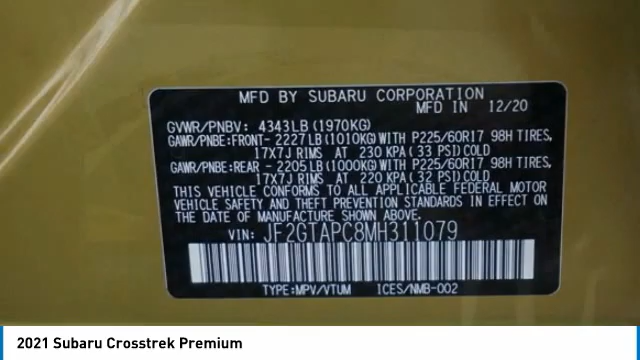 MFD BY SUBARU CORPORATION
MFD IN 12/20
GVWR/PNBV: 4343LB (1970KG)
GAWR/PNBE:FRONT- 2227LB(1010KG)WITH P225/60R17 98H TIRES,
17X7J RIMS AT 230 KPA(33 PSI)COLD
GAWR/PNBE:REAR - 2205LB(1000KG)WITH P225/60R17 98H TIRES,
17X7J RIMS AT 220 KPA(32 PSI)COLD
THIS VEHICLE CONFORMS TO ALL APPLICABLE FEDERAL MOTOR
VEHICLE SAFETY AND THEFT PREVENTION STANDARDS IN EFFECT ON
THE DATE OF MANUFACTURE SHOWN ABOVE.
VIN: JF2GTAPC8MH311079
TYPE:MPV/VTUM ICES/NMB-002
2021 Subaru Crosstrek Premium